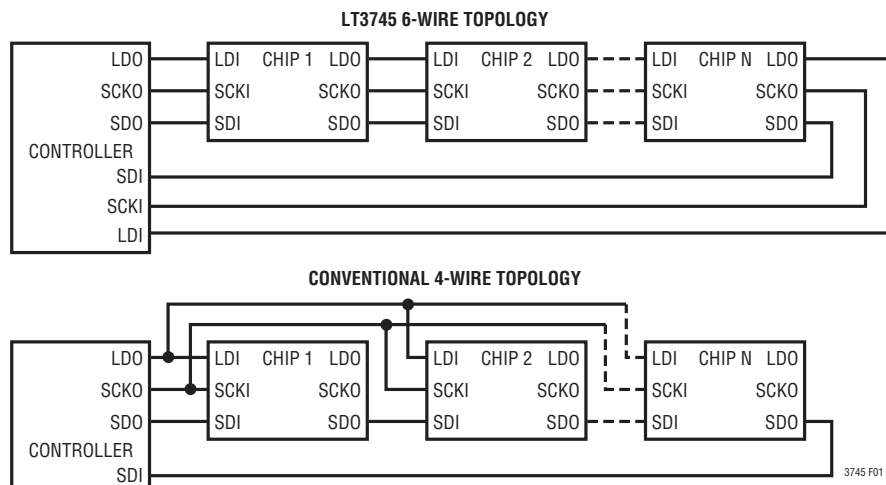 LT3745 6-WIRE TOPOLOGY
LDO LDI CHIP 1 LDO LDI CHIP 2 LDO LDI CHIP N LDO
SCKO SCKI SCKO SCKI SCKO SCKI SCKO
SDO SDI SDO SDI SDO SDI SDO
CONTROLLER
SDI
SCKI
LDI
CONVENTIONAL 4-WIRE TOPOLOGY
LDO LDI CHIP 1 LDO LDI CHIP 2 LDO LDI CHIP N LDO
SCKO SCKI SCKO SCKI SCKO SCKI SCKO
SDO SDI SDO SDI SDO SDI SDO
CONTROLLER
SDI
3745 F01